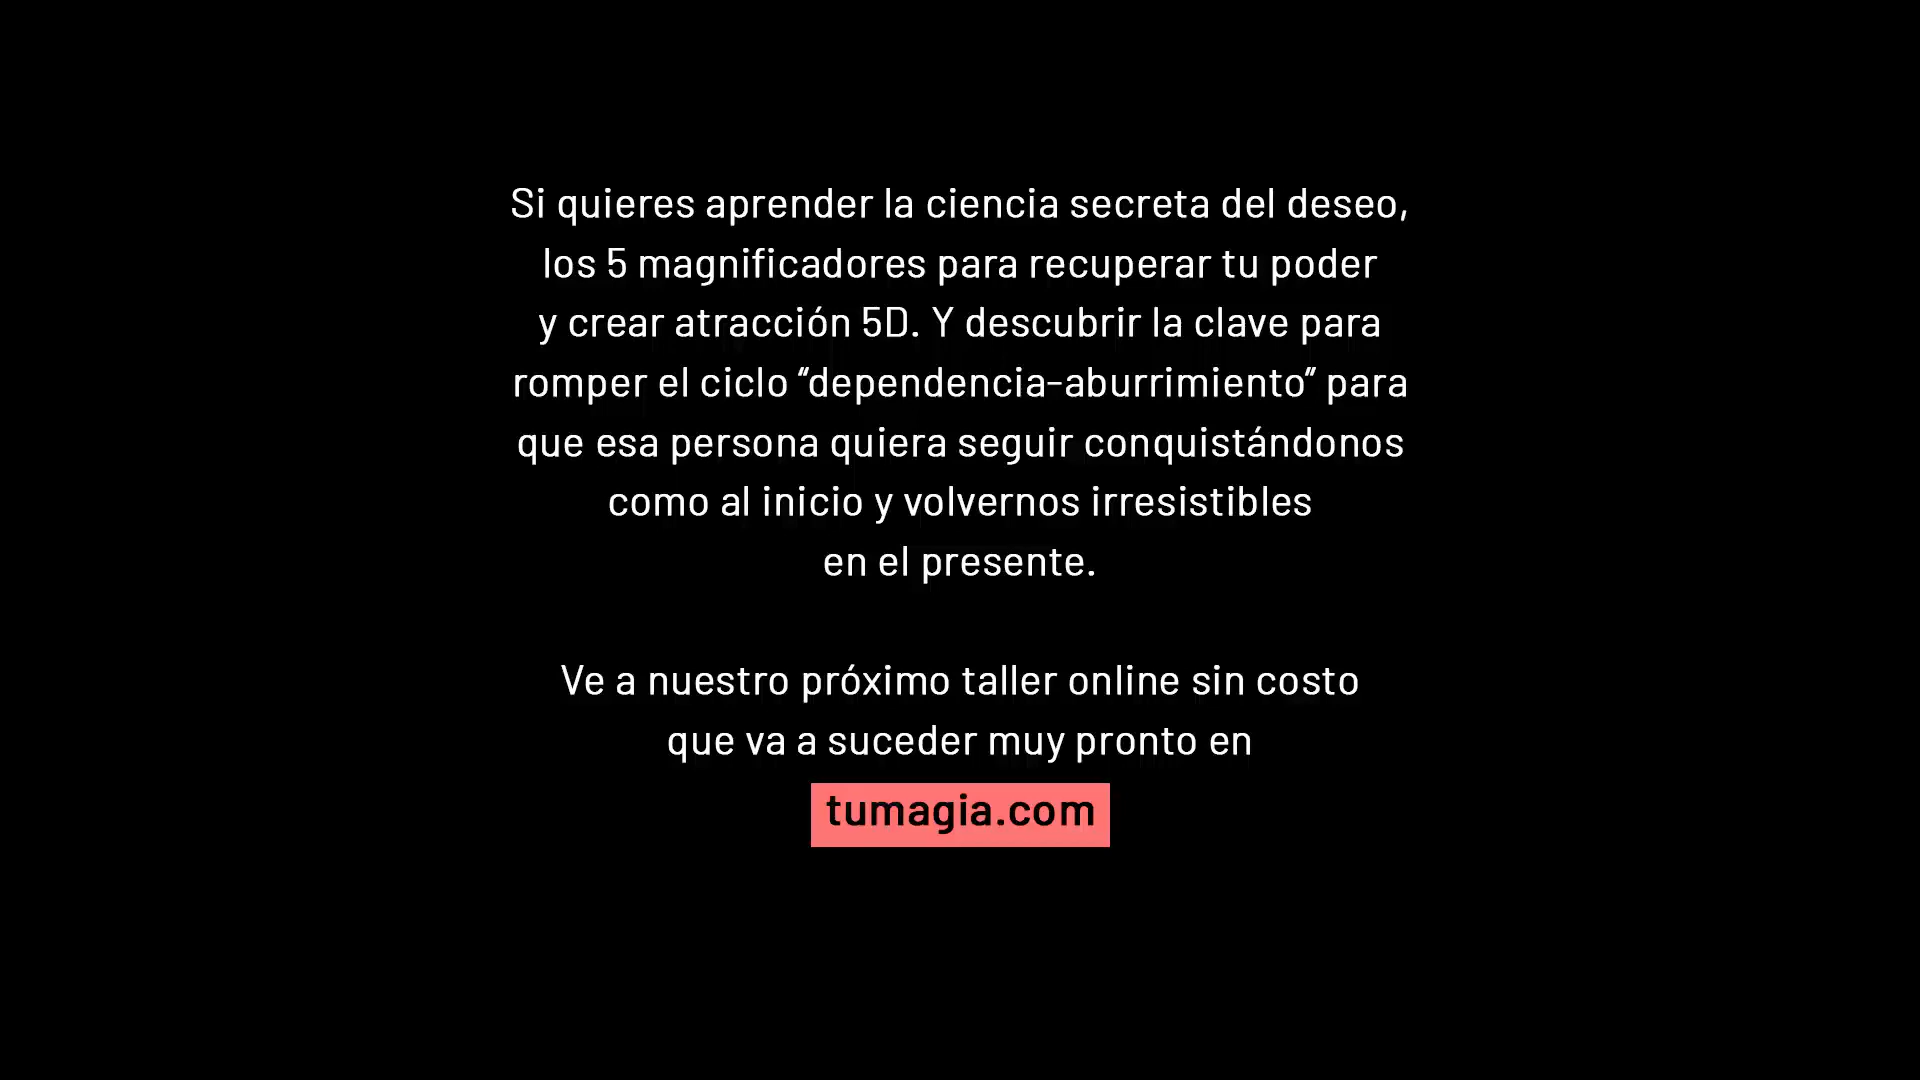 Si quieres aprender la ciencia secreta del deseo,
los 5 magnificadores para recuperar tu poder
y crear atracción 5D. Y descubrir la clave para
romper el ciclo “dependencia-aburrimiento” para
que esa persona quiera seguir conquistándonos
como al inicio y volvernos irresistibles
en el presente.
Ve a nuestro próximo taller online sin costo
que va a suceder muy pronto en
tumagia.com